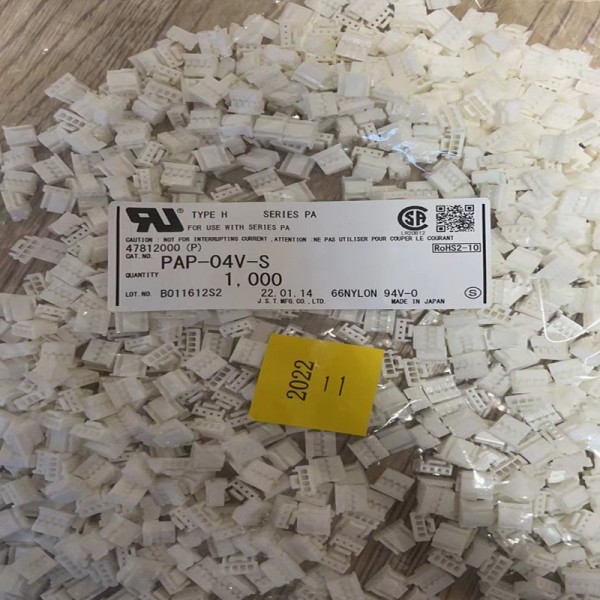 RU TYPE H SERIES PA
FOR USE WITH SERIES PA
CAUTION : NOT FOR INTERRUPTING CURRENT .ATTENTION :NE PAS UTILISER POUR COUPER LE COURANT
47812000 (P) RoHS2-10
CAT.NO. PAP-04V-S
QUANTITY 1,000
LOT.NO. B011612S2 22.01.14 66NYLON 94V-0 S
J.S.T.MFG.CO.,LTD. MADE IN JAPAN
2022
11